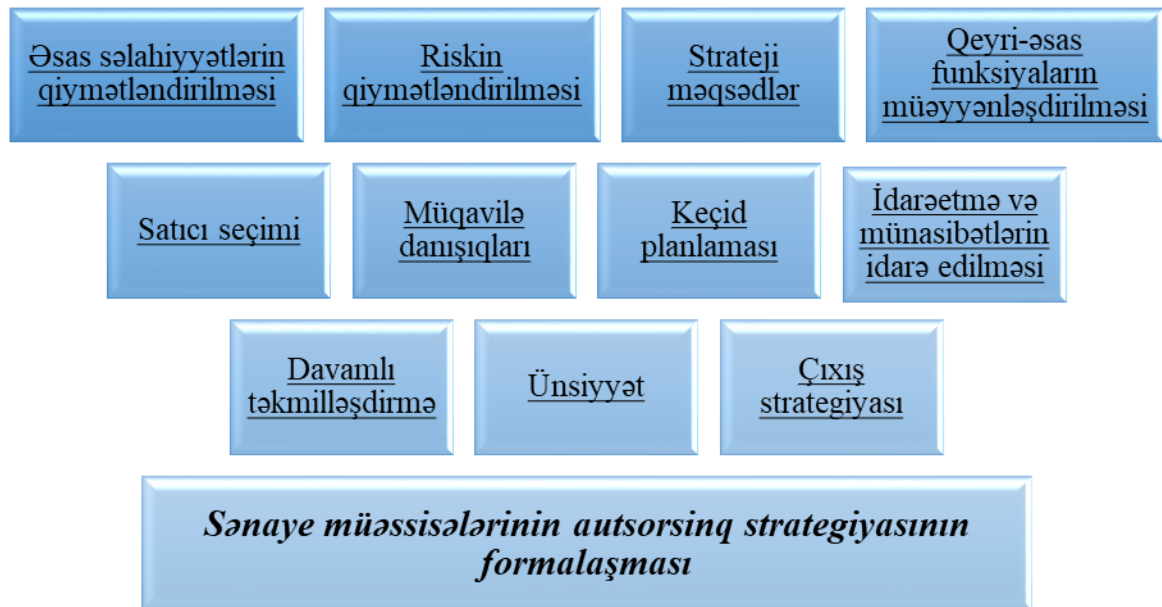 Əsas səlahiyyətlərin
qiymətləndirilməsi
Riskin
qiymətləndirilməsi
Strateji
məqsədlər
Qeyri-əsas
funksiyaların
müəyyənləşdirilməsi
Satıcı seçimi
Müqavilə
danışıqları
Keçid
planlaması
İdarəetmə və
münasibətlərin
idarə edilməsi
Davamlı
təkmilləşdirmə
Ünsiyyət
Çıxış
strategiyası
Sənaye müəssisələrinin autsorsinq strategiyasının
formalaşması